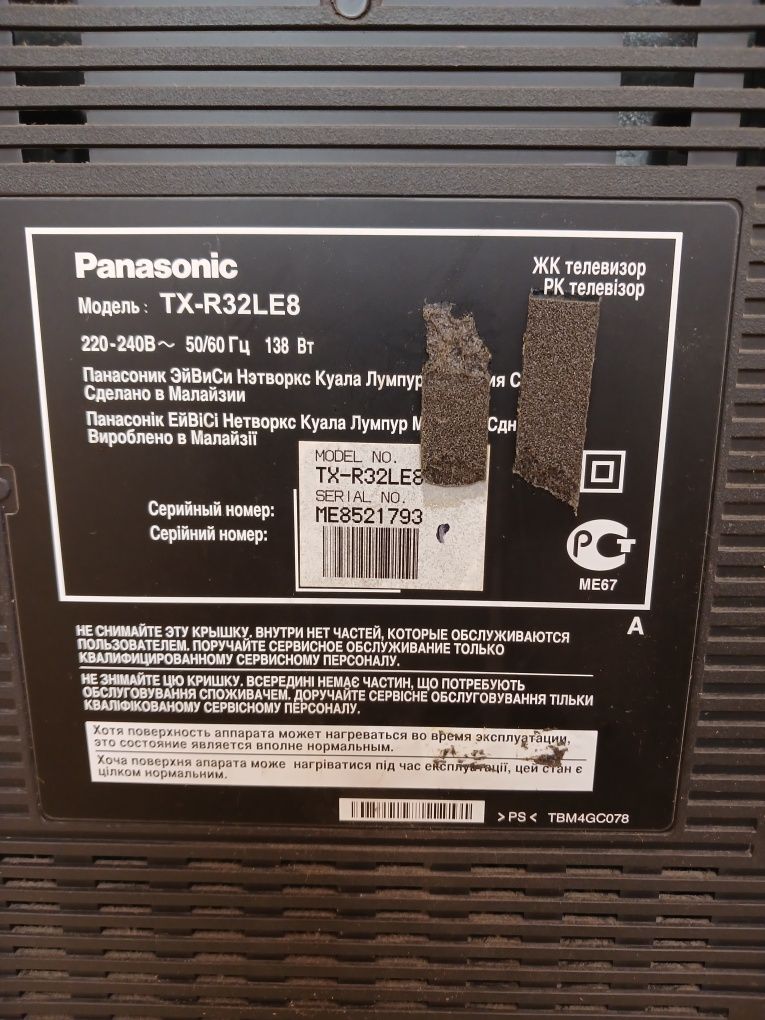 Panasonic
ЖК телевизор
РК телевізор
Модель: TX-R32LE8
220-240В～ 50/60 Гц 138 Вт
Панасоник ЭйВиСи Нэтворкс Куала Лумпур
Сделано в Малайзии
Панасонік ЕйВіСі Нетворкс Куала Лумпур
Вироблено в Малайзії
MODEL NO.
TX-R32LE8
SERIAL NO.
ME8521793
Серийный номер:
Серійний номер:
РСТ
ME67
A
НЕ СНИМАЙТЕ ЭТУ КРЫШКУ. ВНУТРИ НЕТ ЧАСТЕЙ, КОТОРЫЕ ОБСЛУЖИВАЮТСЯ
ПОЛЬЗОВАТЕЛЕМ. ПОРУЧАЙТЕ СЕРВИСНОЕ ОБСЛУЖИВАНИЕ ТОЛЬКО
КВАЛИФИЦИРОВАННОМУ СЕРВИСНОМУ ПЕРСОНАЛУ.
НЕ ЗНІМАЙТЕ ЦЮ КРИШКУ. ВСЕРЕДИНІ НЕМАЄ ЧАСТИН, ЩО ПОТРЕБУЮТЬ
ОБСЛУГОВУВАННЯ СПОЖИВАЧЕМ. ДОРУЧАЙТЕ СЕРВІСНЕ ОБСЛУГОВУВАННЯ ТІЛЬКИ
КВАЛІФІКОВАНОМУ СЕРВІСНОМУ ПЕРСОНАЛУ.
Хотя поверхность аппарата может нагреваться во время эксплуатации,
это состояние является вполне нормальным.
Хоча поверхня апарата може нагріватися під час експлуатації, цей стан є
цілком нормальним.
>PS< TBM4GC078